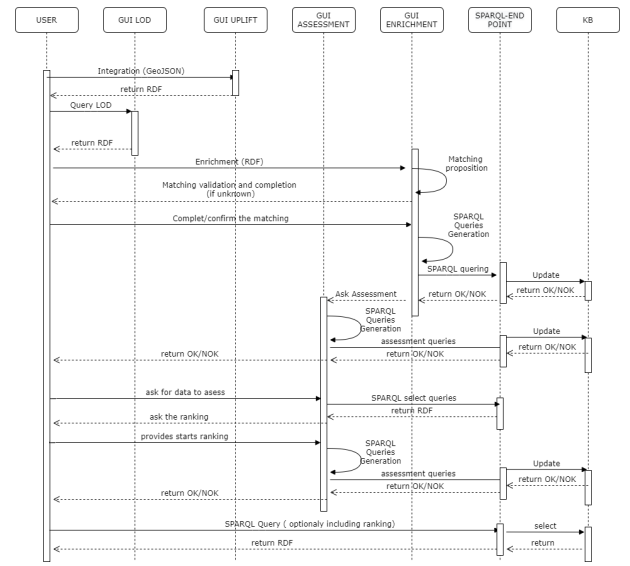 USER
GUI LOD
GUI UPLIFT
GUI
ASSESSMENT
GUI
ENRICHMENT
SPARQL-END
POINT
KB
Integration (GeoJSON)
return RDF
Query LOD
return RDF
Enrichment (RDF)
Matching
proposition
Matching validation and completion
(if unknown)
Complet/confirm the matching
SPARQL
Queries
Generation
SPARQL quering
Update
return OK/NOK
return OK/NOK
Ask Assessment
SPARQL
Queries
Generation
Update
assessment queries
return OK/NOK
return OK/NOK
return OK/NOK
ask for data to asess
SPARQL select queries
return RDF
ask the ranking
provides starts ranking
SPARQL
Queries
Generation
Update
assessment queries
return OK/NOK
return OK/NOK
return OK/NOK
SPARQL Query ( optionaly including ranking)
select
return RDF
return